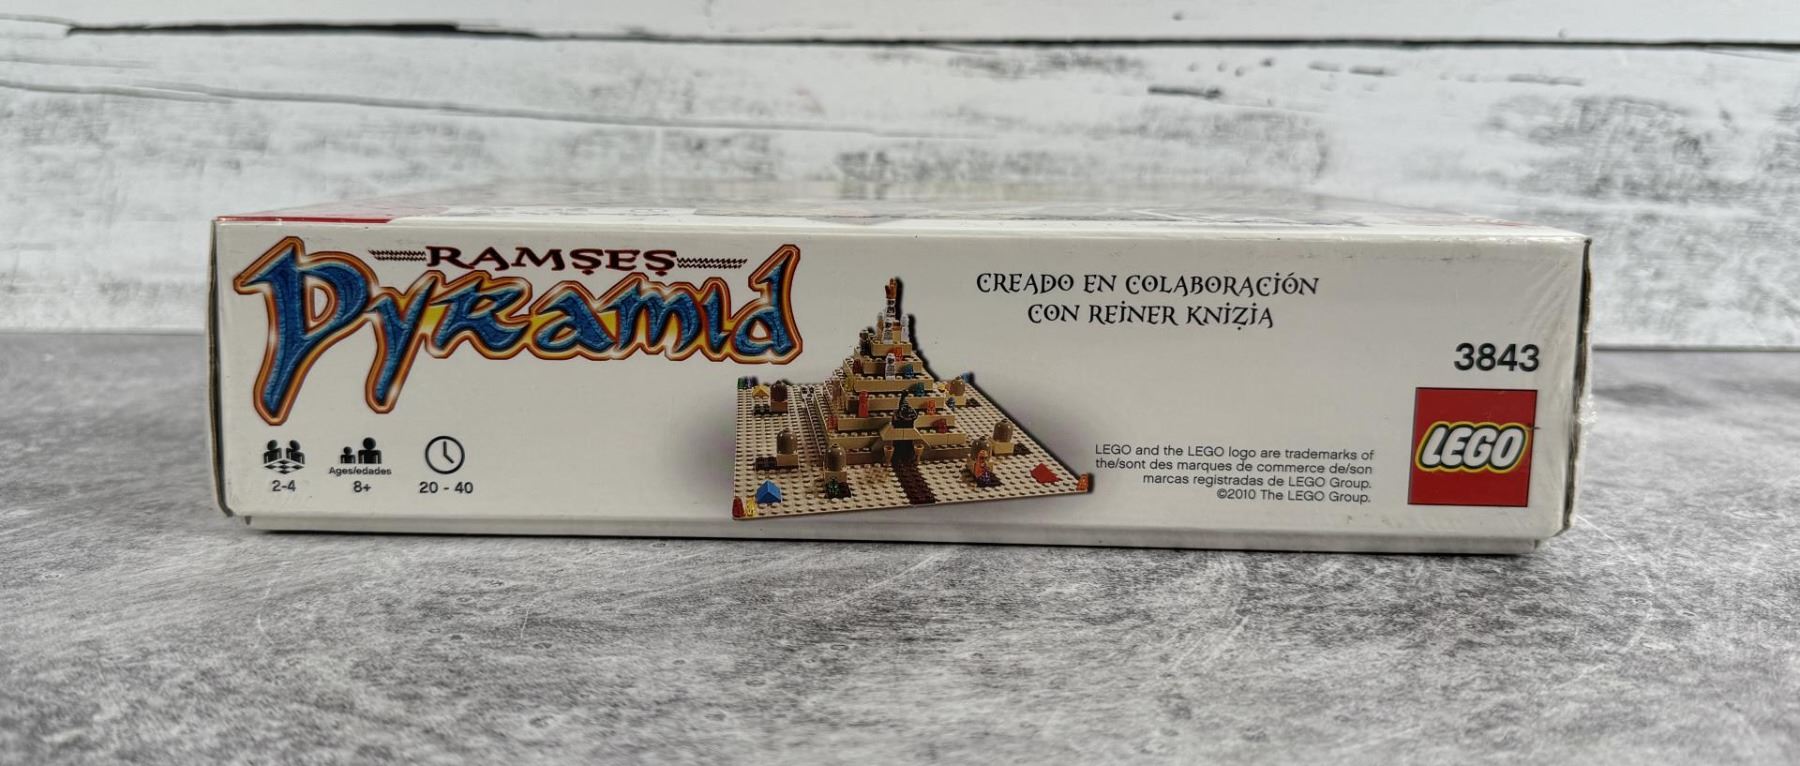 RAMSES
Pyramid
CREADO EN COLABORACIÓN
CON REINER KNIZIA
3843
LEGO
2-4
Ages/edades
8+
20 - 40
LEGO and the LEGO logo are trademarks of
the/sont des marques de commerce de/son
marcas registradas de LEGO Group.
©2010 The LEGO Group.